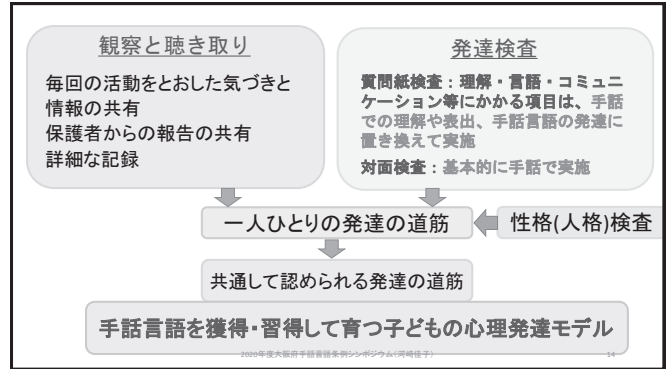 観察と聴き取り
毎回の活動をとおした気づきと
情報の共有
保護者からの報告の共有
詳細な記録
発達検査
質問紙検査：理解・言語・コミュニ
ケーション等にかかる項目は、手話
での理解や表出、手話言語の発達に
置き換えて実施
対面検査：基本的に手話で実施
一人ひとりの発達の道筋
性格(人格)検査
共通して認められる発達の道筋
手話言語を獲得・習得して育つ子どもの心理発達モデル
2020年度大阪府手話言語条例シンポジウム(河﨑佳子)
14